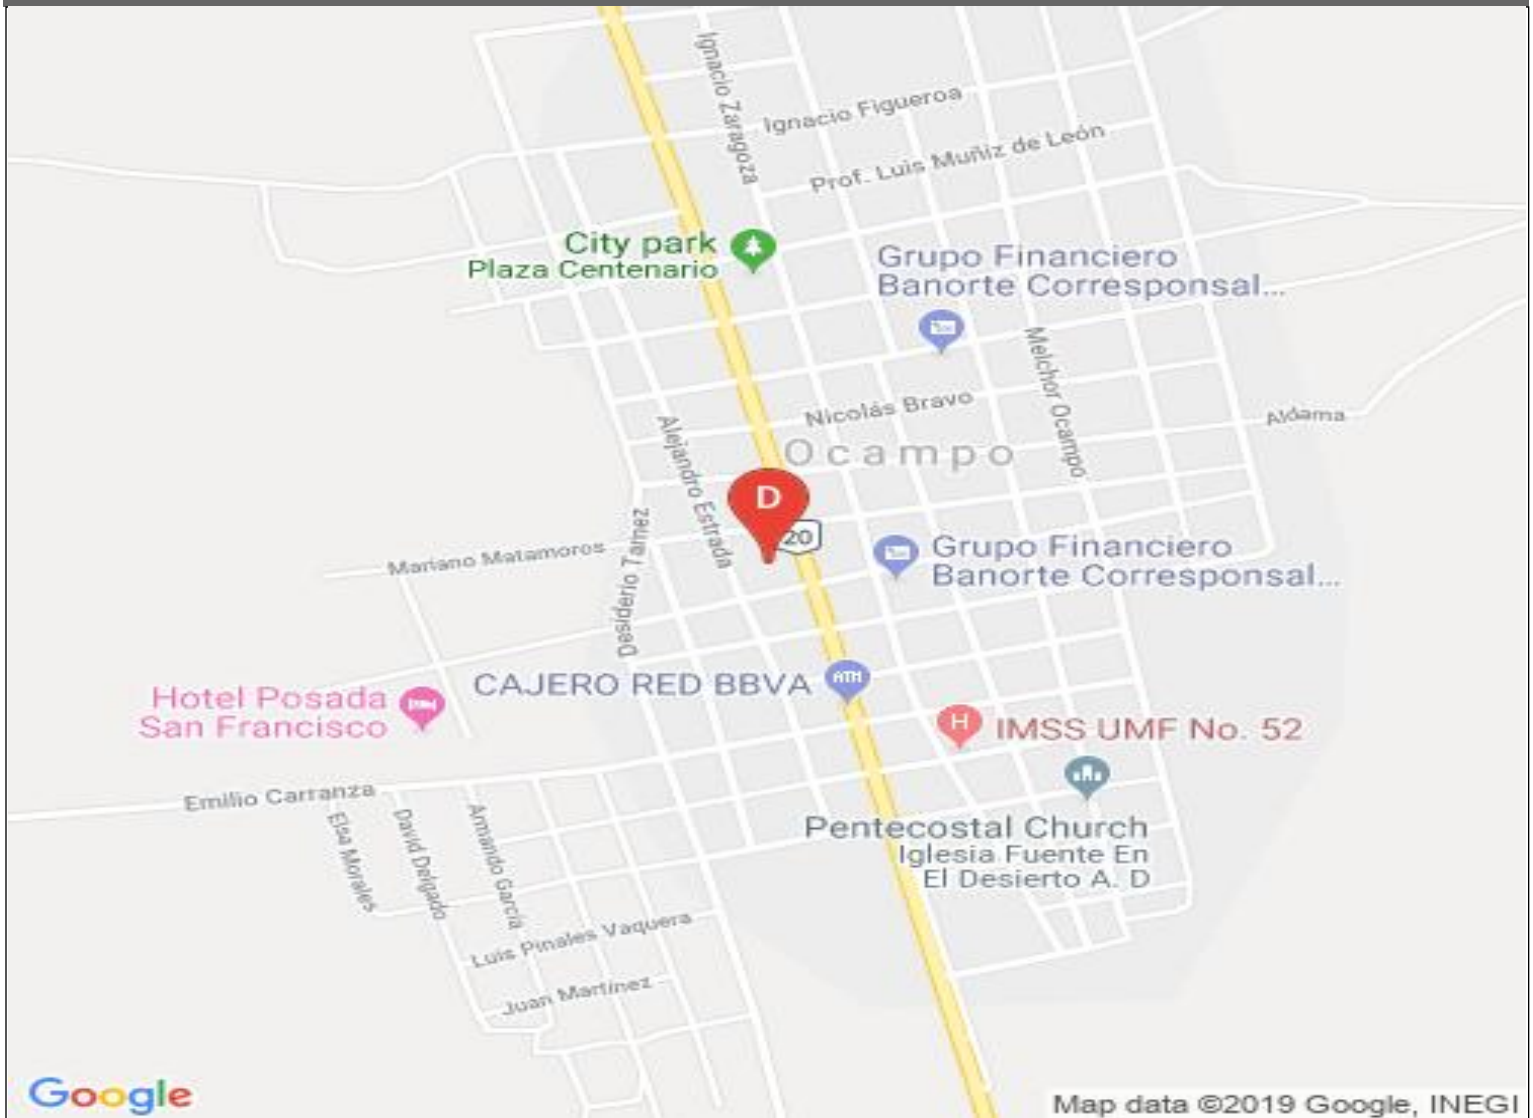 Ignacio Zaragoza
Ignacio Figueroa
Prof. Luis Muñiz de León
City park
Plaza Centenario
Grupo Financiero
Banorte Corresponsal...
Melchor Ocampo
Nicolás Bravo
Aldama
Alejandro Estrada
Ocampo
D
20
Desiderio Tamez
Mariano Matamoros
Grupo Financiero
Banorte Corresponsal...
CAJERO RED BBVA
ATM
Hotel Posada
San Francisco
H
IMSS UMF No. 52
Emilio Carranza
Elsa Morales
David Delgado
Armando García
Pentecostal Church
Iglesia Fuente En
El Desierto A. D
Luis Pinales Vaquera
Juan Martínez
Google
Map data ©2019 Google, INEGI